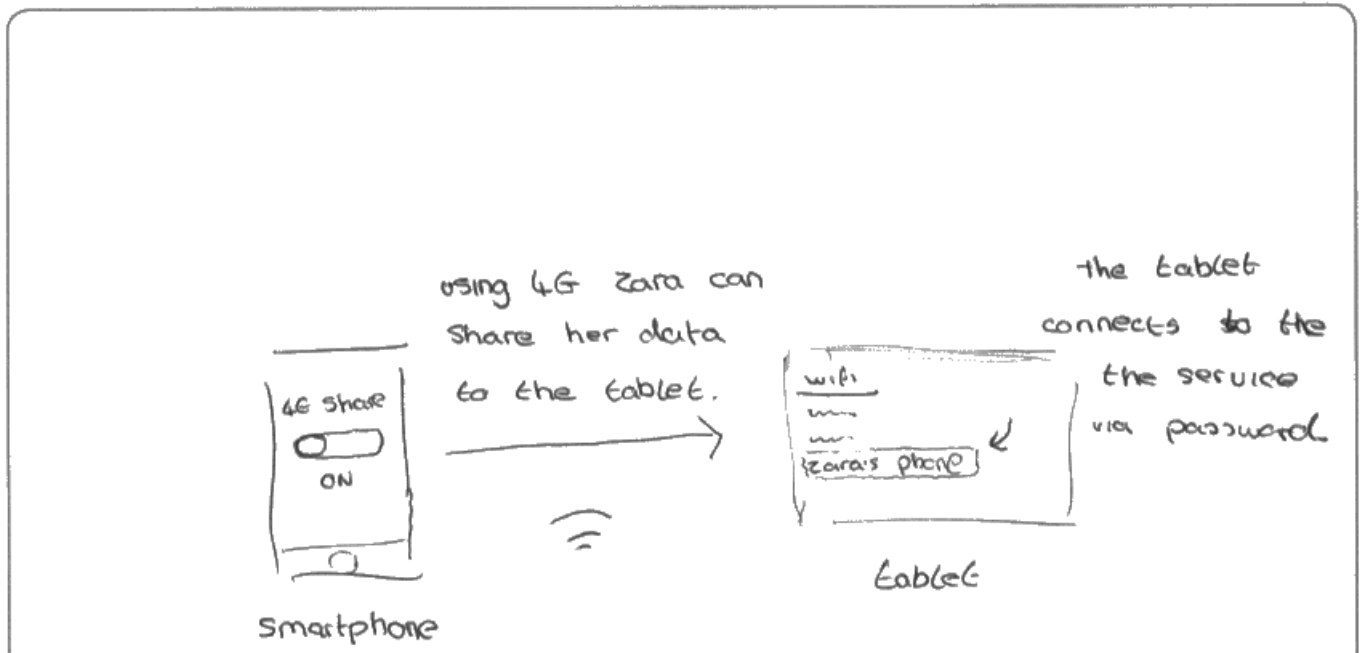 using 4G Zara can
share her data
to the tablet.
the tablet
connects to the
the service
via password
4G Share
ON
wifi
Zara's phone
smartphone
tablet